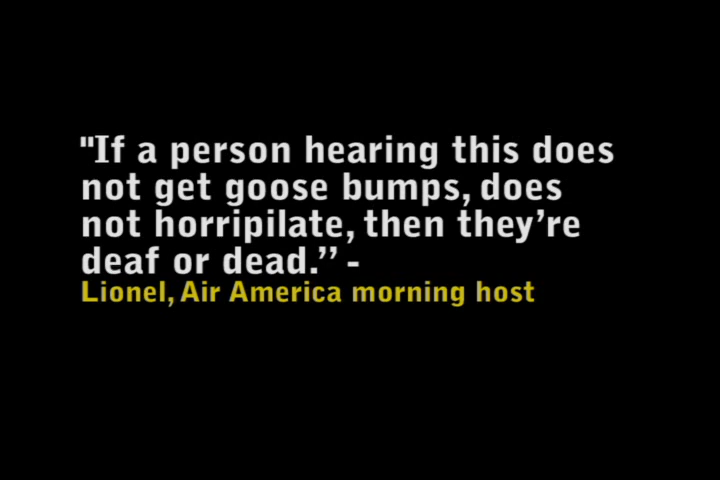 "If a person hearing this does
not get goose bumps, does
not horripilate, then they’re
deaf or dead.’’ -
Lionel, Air America morning host